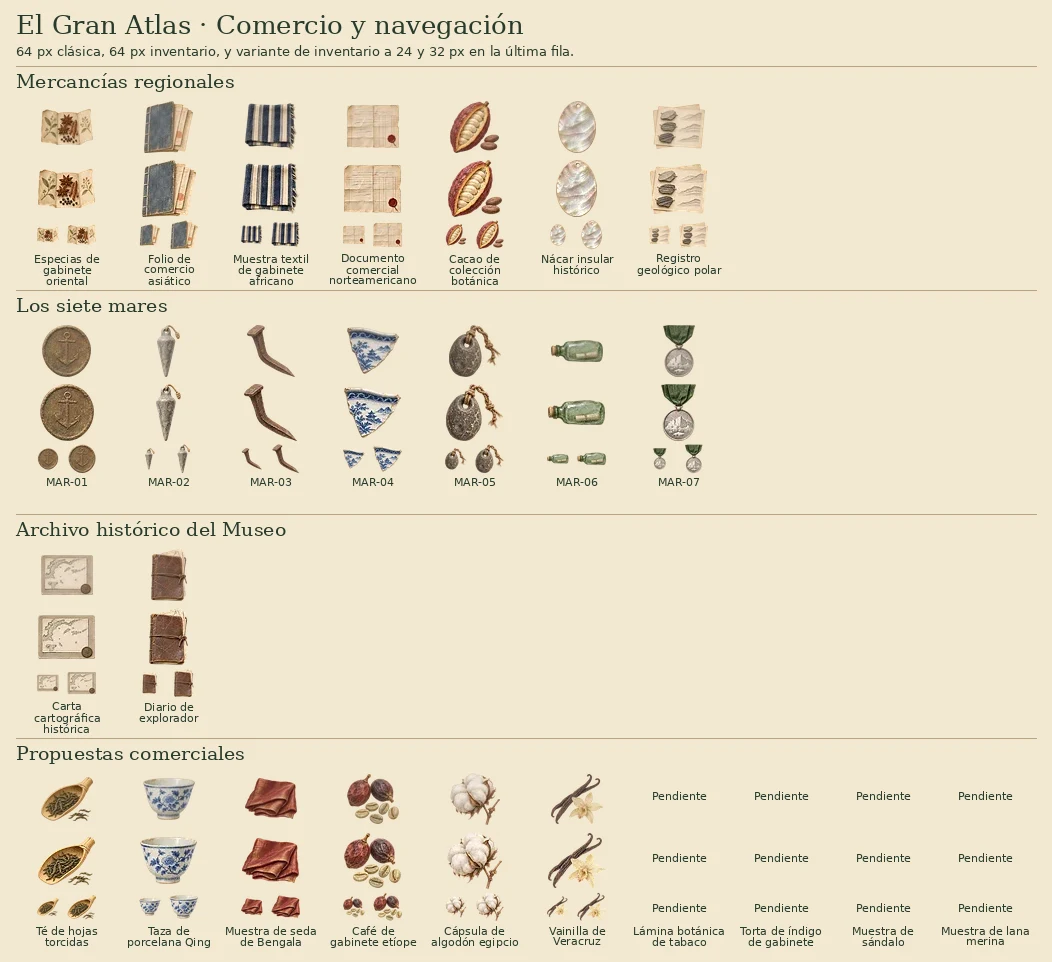 El Gran Atlas · Comercio y navegación
64 px clásica, 64 px inventario, y variante de inventario a 24 y 32 px en la última fila.
Mercancías regionales
Especias de
gabinete
oriental
Folio de
comercio
asiático
Muestra textil
de gabinete
africano
Documento
comercial
norteamericano
Cacao de
colección
botánica
Nácar insular
histórico
Registro
geológico polar
Los siete mares
MAR-01
MAR-02
MAR-03
MAR-04
MAR-05
MAR-06
MAR-07
Archivo histórico del Museo
Carta
cartográfica
histórica
Diario de
explorador
Propuestas comerciales
Pendiente
Pendiente
Pendiente
Pendiente
Pendiente
Pendiente
Pendiente
Pendiente
Pendiente
Pendiente
Pendiente
Pendiente
Té de hojas
torcidas
Taza de
porcelana Qing
Muestra de seda
de Bengala
Café de
gabinete etíope
Cápsula de
algodón egipcio
Vainilla de
Veracruz
Lámina botánica
de tabaco
Torta de índigo
de gabinete
Muestra de
sándalo
Muestra de lana
merina